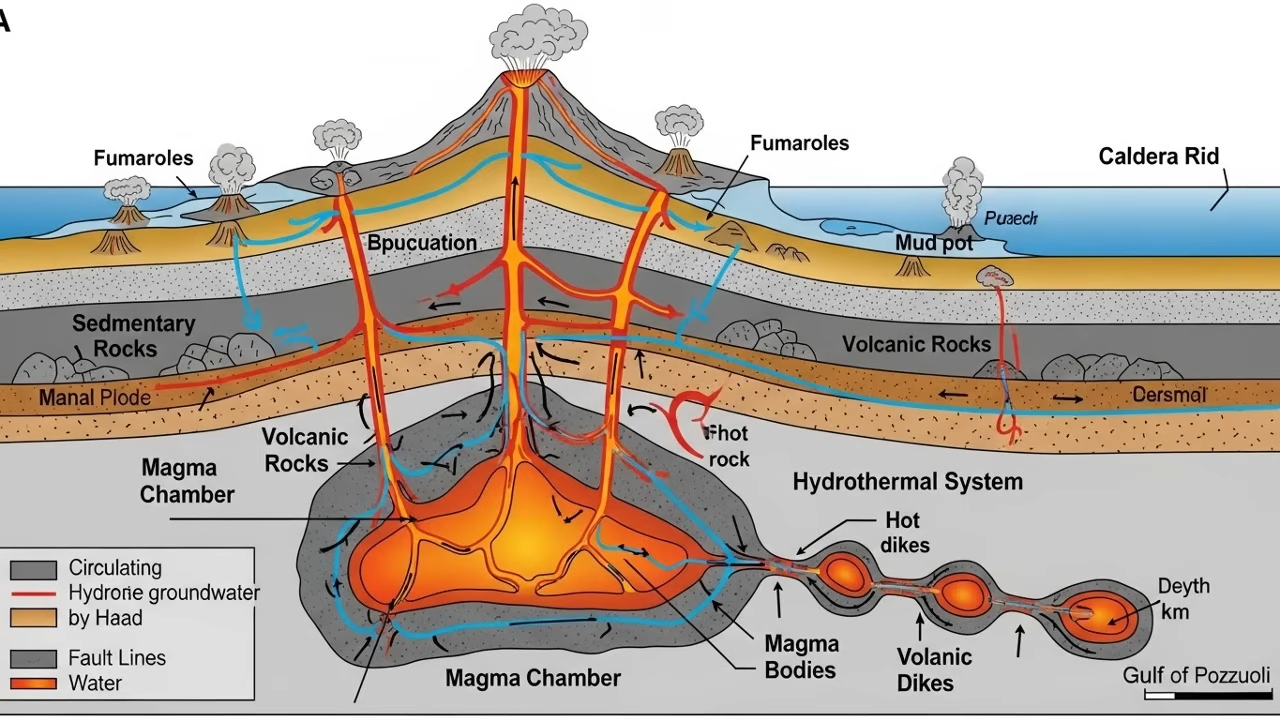 A
Fumaroles
Fumaroles
Caldera Rid
Puaech
Mud pot
Bpucuation
Sedmentary
Rocks
Volcanic Rocks
Manal Plode
Dersmal
Volcanic
Rocks
hot
rock
Magma
Chamber
Hydrothermal System
Hot
dikes
Circulating
Hydrorie groundwater
by Haad
Fault Lines
Water
Deyth
km
Magma
Bodies
Volanic
Dikes
Magma Chamber
Gulf of Pozzuoli